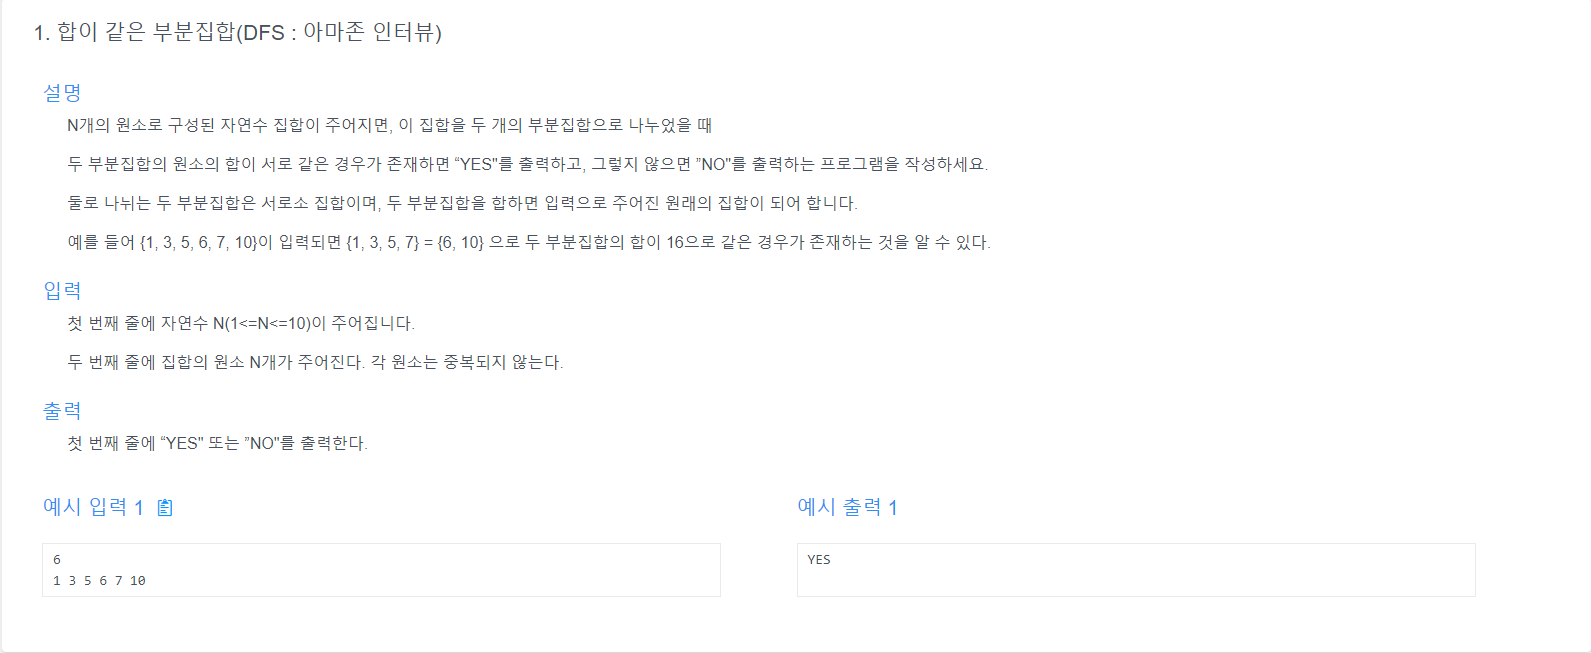 1. 합이 같은 부분집합(DFS : 아마존 인터뷰)
설명
N개의 원소로 구성된 자연수 집합이 주어지면, 이 집합을 두 개의 부분집합으로 나누었을 때
두 부분집합의 원소의 합이 서로 같은 경우가 존재하면 “YES"를 출력하고, 그렇지 않으면 ”NO"를 출력하는 프로그램을 작성하세요.
둘로 나뉘는 두 부분집합은 서로소 집합이며, 두 부분집합을 합하면 입력으로 주어진 원래의 집합이 되어 합니다.
예를 들어 {1, 3, 5, 6, 7, 10}이 입력되면 {1, 3, 5, 7} = {6, 10} 으로 두 부분집합의 합이 16으로 같은 경우가 존재하는 것을 알 수 있다.
입력
첫 번째 줄에 자연수 N(1<=N<=10)이 주어집니다.
두 번째 줄에 집합의 원소 N개가 주어진다. 각 원소는 중복되지 않는다.
출력
첫 번째 줄에 “YES" 또는 ”NO"를 출력한다.
예시 입력 1
6
1 3 5 6 7 10
예시 출력 1
YES